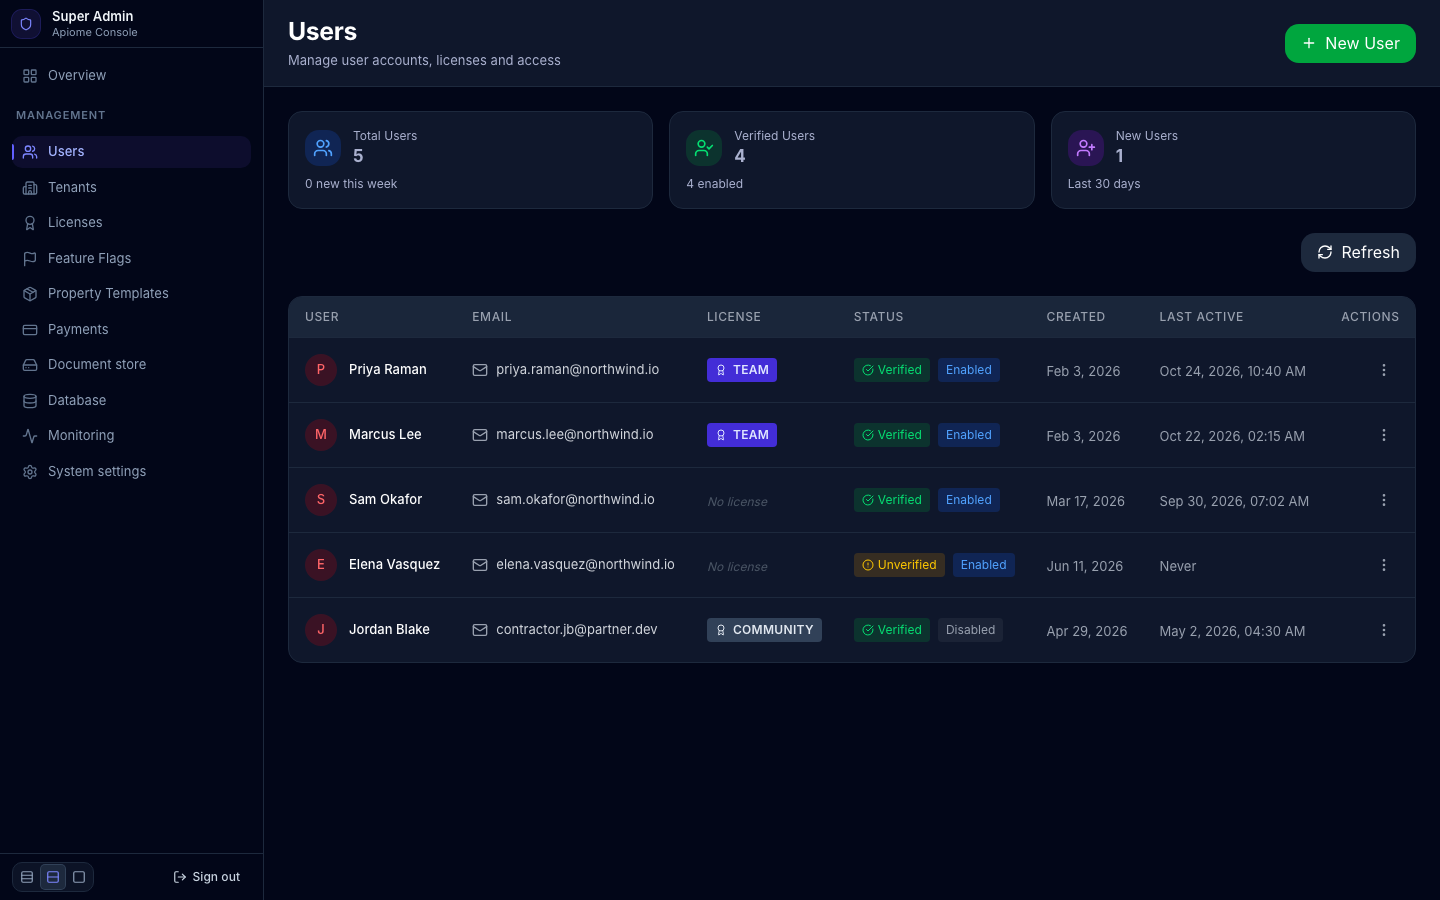 Super Admin
Apiome Console
Overview
MANAGEMENT
Users
Tenants
Licenses
Feature Flags
Property Templates
Payments
Document store
Database
Monitoring
System settings
Sign out
Users
Manage user accounts, licenses and access
New User
Total Users
5
0 new this week
Verified Users
4
4 enabled
New Users
1
Last 30 days
Refresh
USER EMAIL LICENSE STATUS CREATED LAST ACTIVE ACTIONS
P Priya Raman priya.raman@northwind.io TEAM Verified Enabled Feb 3, 2026 Oct 24, 2026, 10:40 AM
M Marcus Lee marcus.lee@northwind.io TEAM Verified Enabled Feb 3, 2026 Oct 22, 2026, 02:15 AM
S Sam Okafor sam.okafor@northwind.io No license Verified Enabled Mar 17, 2026 Sep 30, 2026, 07:02 AM
E Elena Vasquez elena.vasquez@northwind.io No license Unverified Enabled Jun 11, 2026 Never
J Jordan Blake contractor.jb@partner.dev COMMUNITY Verified Disabled Apr 29, 2026 May 2, 2026, 04:30 AM